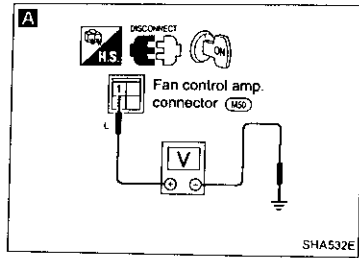 A
DISCONNECT
H.S.
ON
1
Fan control amp.
connector (M50)
L
V
SHA532E